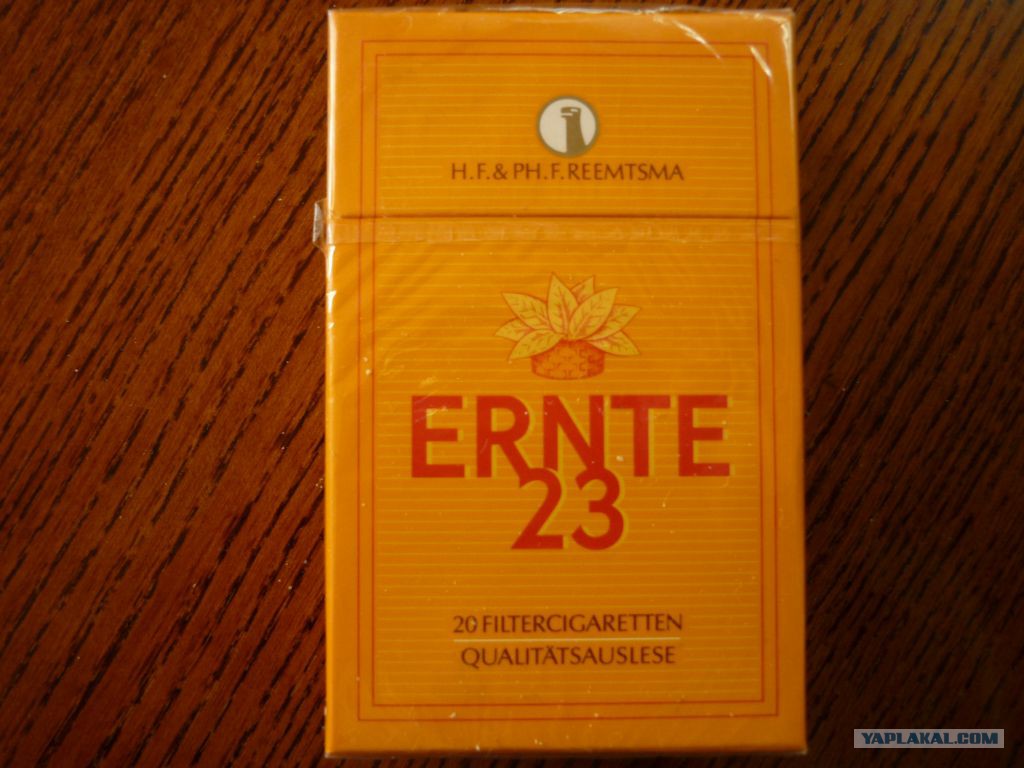 H.F.& PH.F.REEMTSMA
ERNTE
23
20 FILTERCIGARETTEN
QUALITÄTSAUSLESE
YAPLAKAL.COM